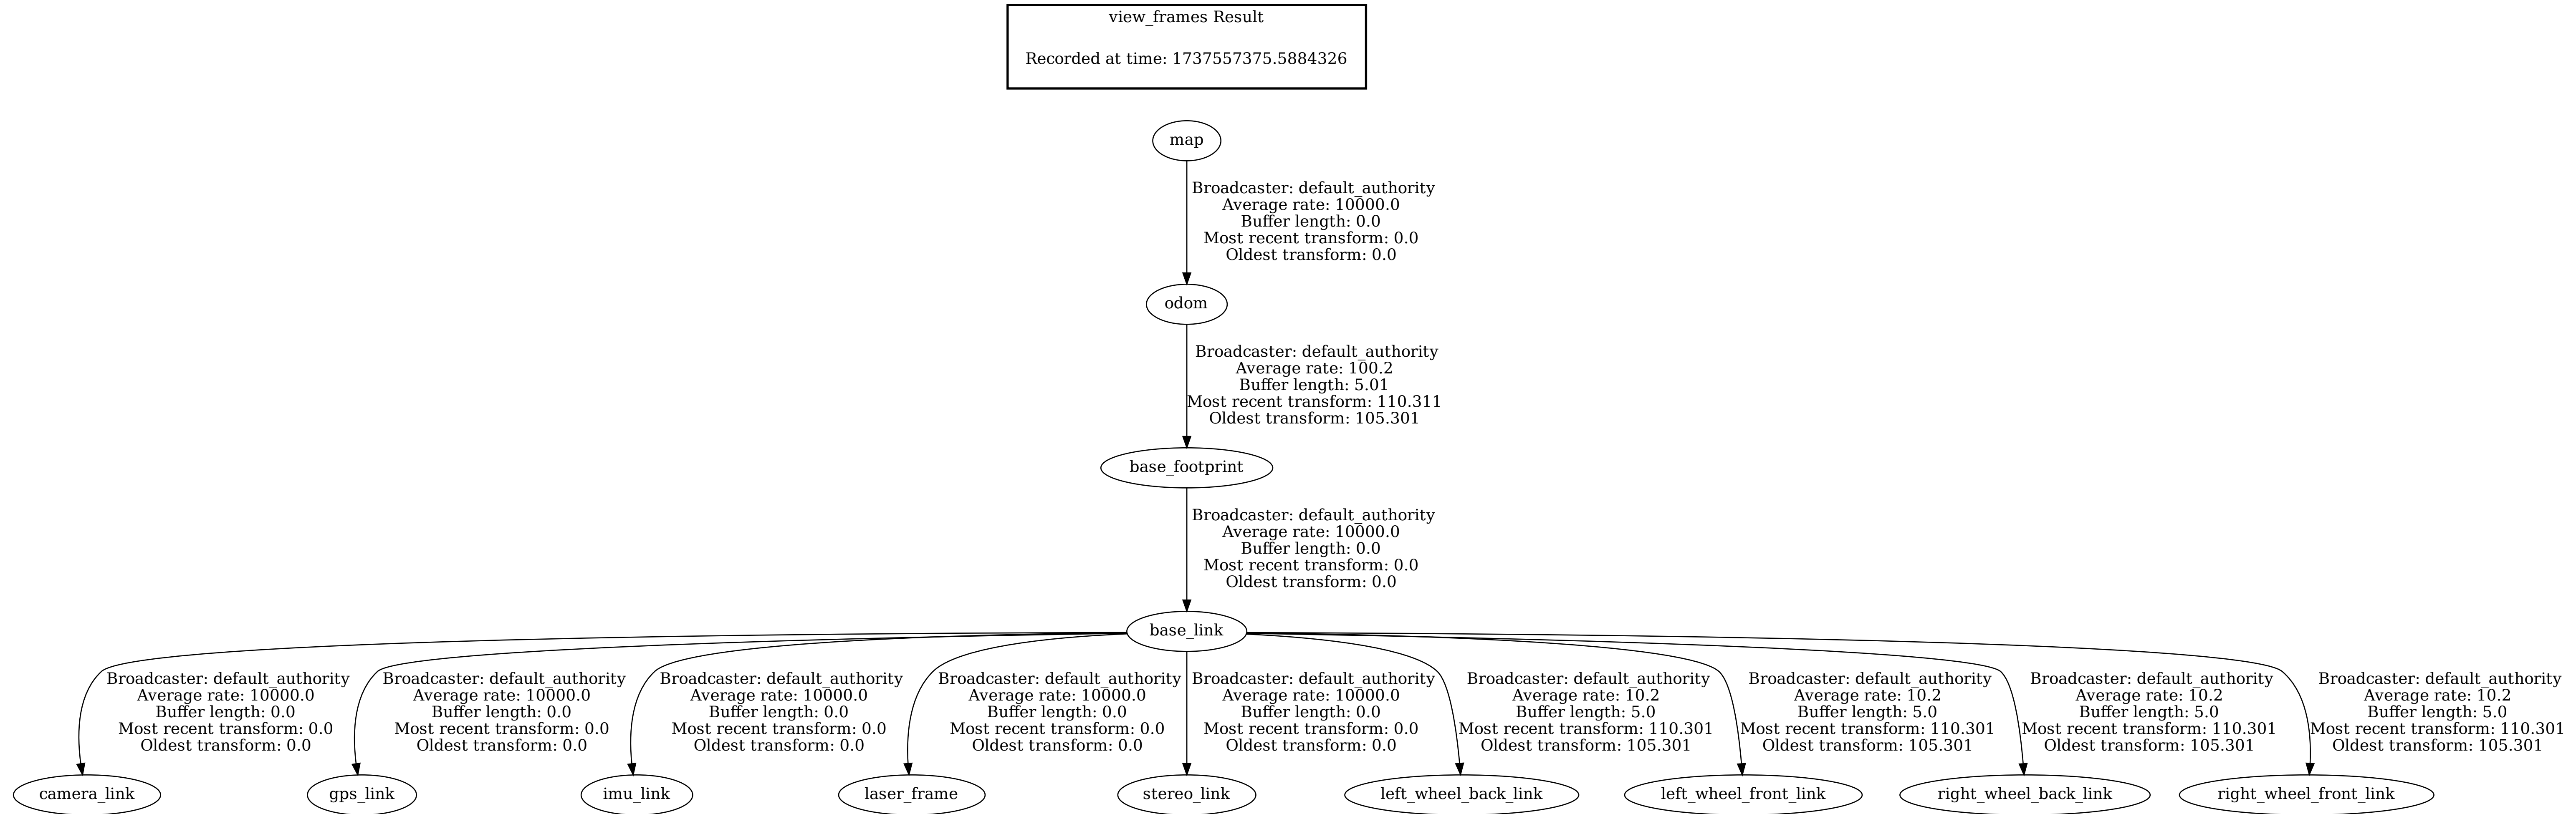 view_frames Result
Recorded at time: 1737557375.5884326
map
Broadcaster: default_authority
Average rate: 10000.0
Buffer length: 0.0
Most recent transform: 0.0
Oldest transform: 0.0
odom
Broadcaster: default_authority
Average rate: 100.2
Buffer length: 5.01
Most recent transform: 110.311
Oldest transform: 105.301
base_footprint
Broadcaster: default_authority
Average rate: 10000.0
Buffer length: 0.0
Most recent transform: 0.0
Oldest transform: 0.0
base_link
Broadcaster: default_authority
Average rate: 10000.0
Buffer length: 0.0
Most recent transform: 0.0
Oldest transform: 0.0
Broadcaster: default_authority
Average rate: 10000.0
Buffer length: 0.0
Most recent transform: 0.0
Oldest transform: 0.0
Broadcaster: default_authority
Average rate: 10000.0
Buffer length: 0.0
Most recent transform: 0.0
Oldest transform: 0.0
Broadcaster: default_authority
Average rate: 10000.0
Buffer length: 0.0
Most recent transform: 0.0
Oldest transform: 0.0
Broadcaster: default_authority
Average rate: 10000.0
Buffer length: 0.0
Most recent transform: 0.0
Oldest transform: 0.0
Broadcaster: default_authority
Average rate: 10.2
Buffer length: 5.0
Most recent transform: 110.301
Oldest transform: 105.301
Broadcaster: default_authority
Average rate: 10.2
Buffer length: 5.0
Most recent transform: 110.301
Oldest transform: 105.301
Broadcaster: default_authority
Average rate: 10.2
Buffer length: 5.0
Most recent transform: 110.301
Oldest transform: 105.301
Broadcaster: default_authority
Average rate: 10.2
Buffer length: 5.0
Most recent transform: 110.301
Oldest transform: 105.301
camera_link
gps_link
imu_link
laser_frame
stereo_link
left_wheel_back_link
left_wheel_front_link
right_wheel_back_link
right_wheel_front_link